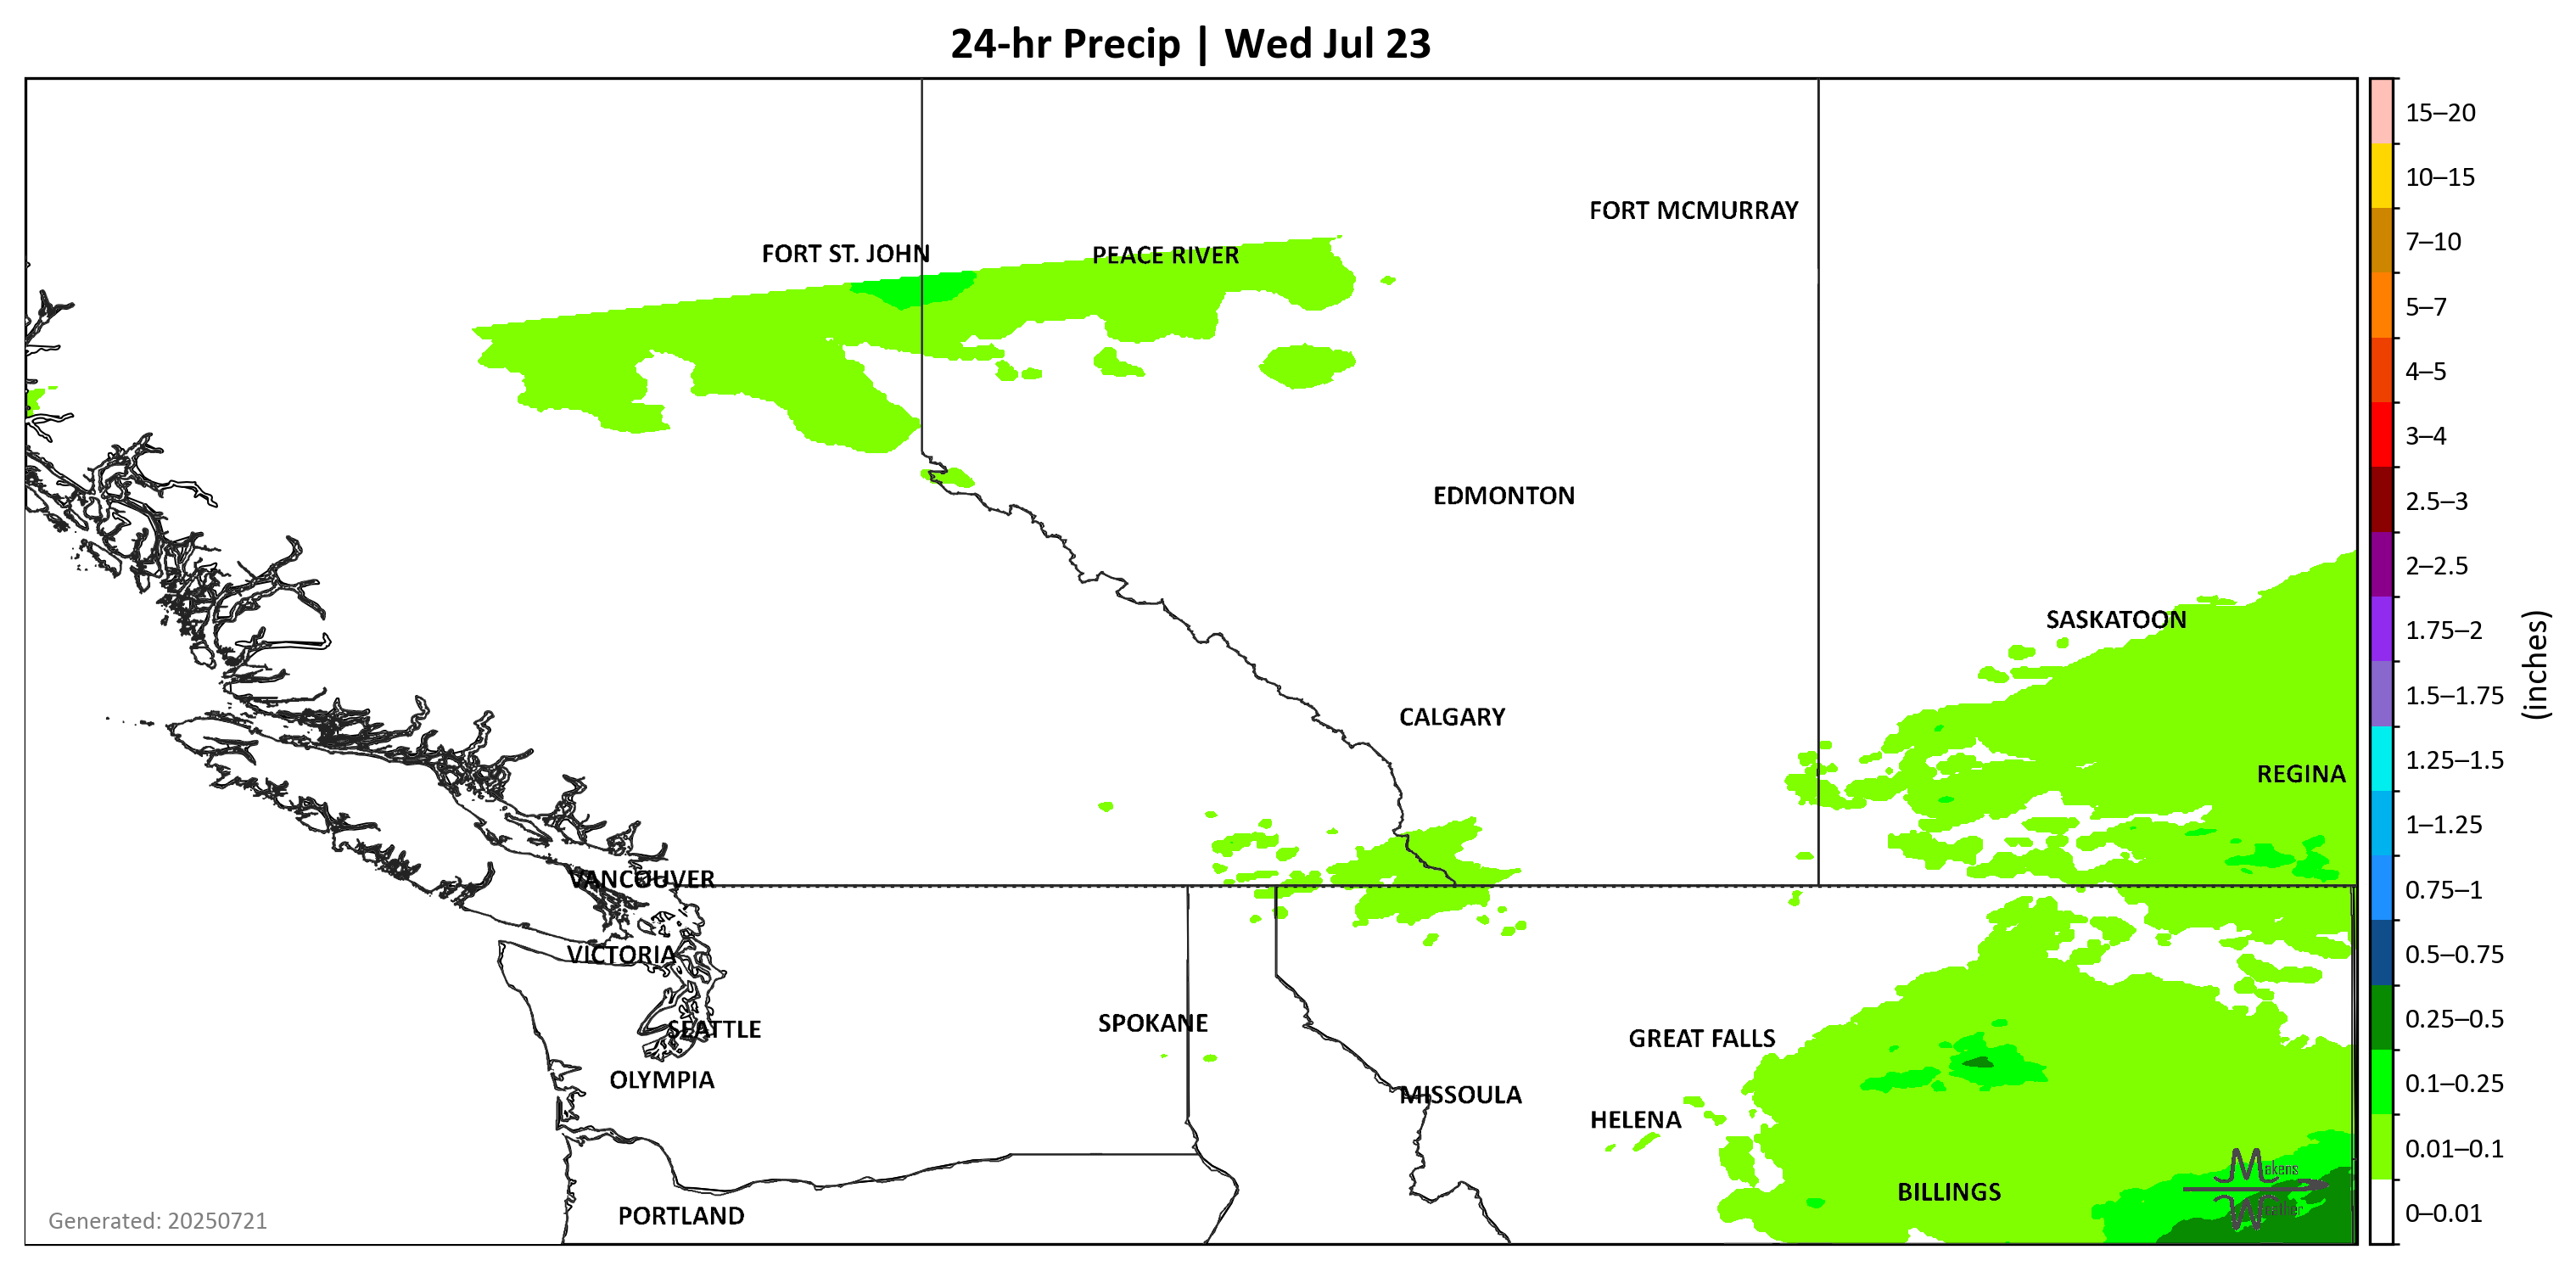 24-hr Precip | Wed Jul 23
15–20
10–15
FORT MCMURRAY
7–10
FORT ST. JOHN
PEACE RIVER
5–7
4–5
3–4
EDMONTON
2.5–3
2–2.5
SASKATOON
1.75–2
(inches)
1.5–1.75
CALGARY
1.25–1.5
REGINA
1–1.25
VANCOUVER
0.75–1
VICTORIA
0.5–0.75
SPOKANE
SEATTLE
GREAT FALLS
0.25–0.5
OLYMPIA
0.1–0.25
MISSOULA
HELENA
0.01–0.1
Makens
BILLINGS
Weather
PORTLAND
Generated: 20250721
0–0.01